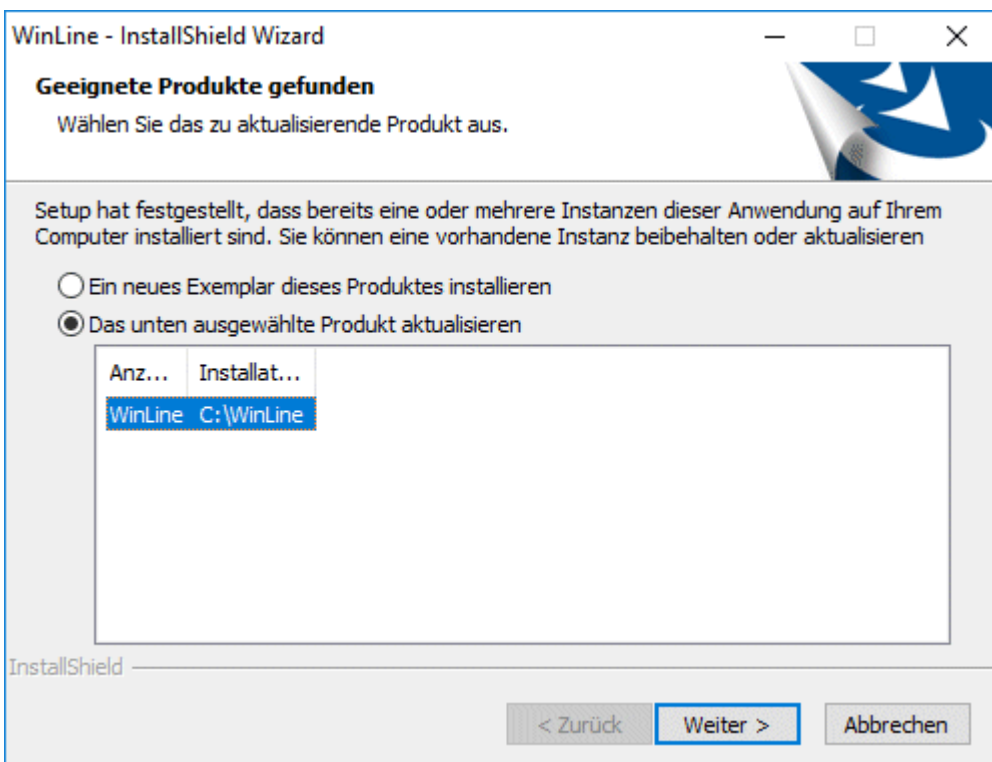 WinLine - InstallShield Wizard
Geeignete Produkte gefunden
Wählen Sie das zu aktualisierende Produkt aus.
Setup hat festgestellt, dass bereits eine oder mehrere Instanzen dieser Anwendung auf Ihrem
Computer installiert sind. Sie können eine vorhandene Instanz beibehalten oder aktualisieren
Ein neues Exemplar dieses Produktes installieren
Das unten ausgewählte Produkt aktualisieren
Anz... Installat...
WinLine C:\WinLine
InstallShield
< Zurück Weiter > Abbrechen